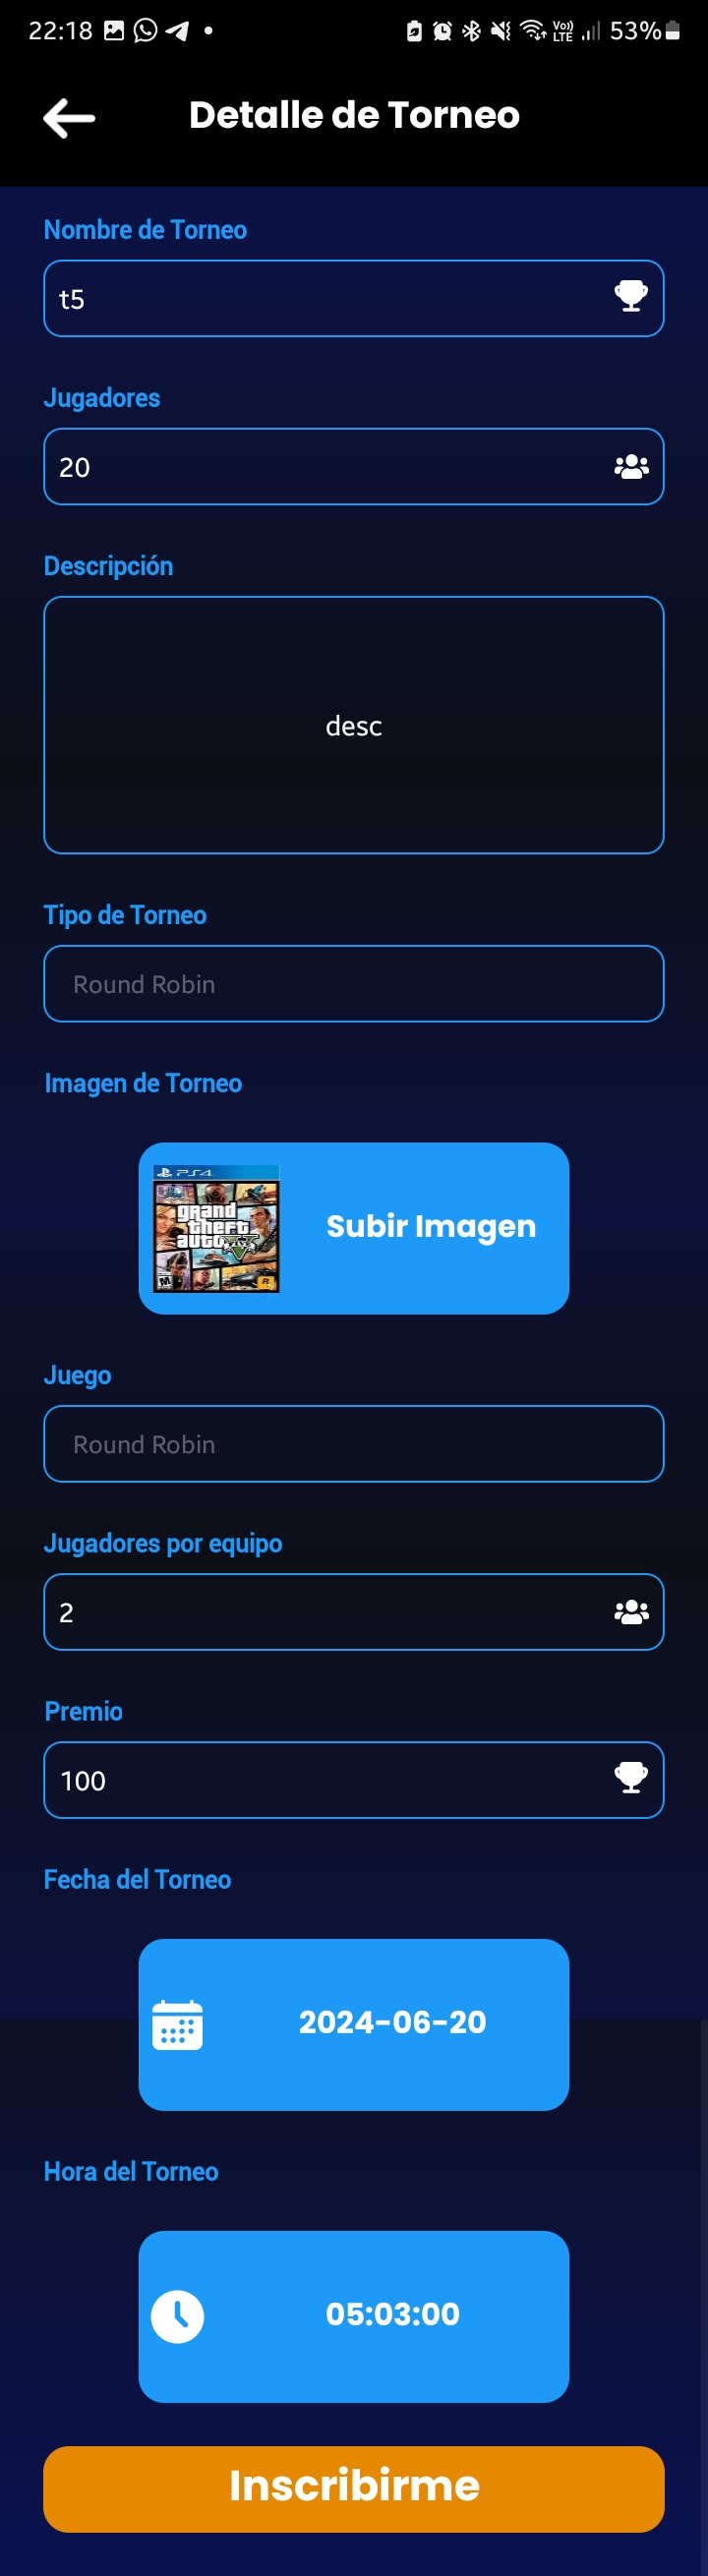 22:18
Vo))
LTE
53%
Detalle de Torneo
Nombre de Torneo
t5
Jugadores
20
Descripción
desc
Tipo de Torneo
Round Robin
Imagen de Torneo
PS4
grand
theft
auto
V
M
R
Subir Imagen
Juego
Round Robin
Jugadores por equipo
2
Premio
100
Fecha del Torneo
2024-06-20
Hora del Torneo
05:03:00
Inscribirme